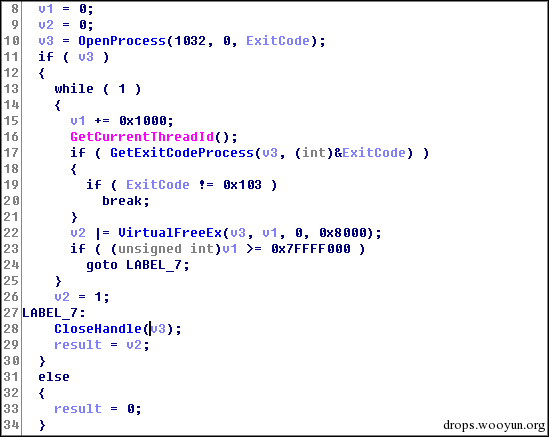 8 v1 = 0;
9 v2 = 0;
10 v3 = OpenProcess(1032, 0, ExitCode);
11 if ( v3 )
12 {
13 while ( 1 )
14 {
15 v1 += 0x1000;
16 GetCurrentThreadId();
17 if ( GetExitCodeProcess(v3, (int)&ExitCode) )
18 {
19 if ( ExitCode != 0x103 )
20 break;
21 }
22 v2 |= VirtualFreeEx(v3, v1, 0, 0x8000);
23 if ( (unsigned int)v1 >= 0x7FFFF000 )
24 goto LABEL_7;
25 }
26 v2 = 1;
27 LABEL_7:
28 CloseHandle(v3);
29 result = v2;
30 }
31 else
32 {
33 result = 0;
34 }
drops.wooyun.org